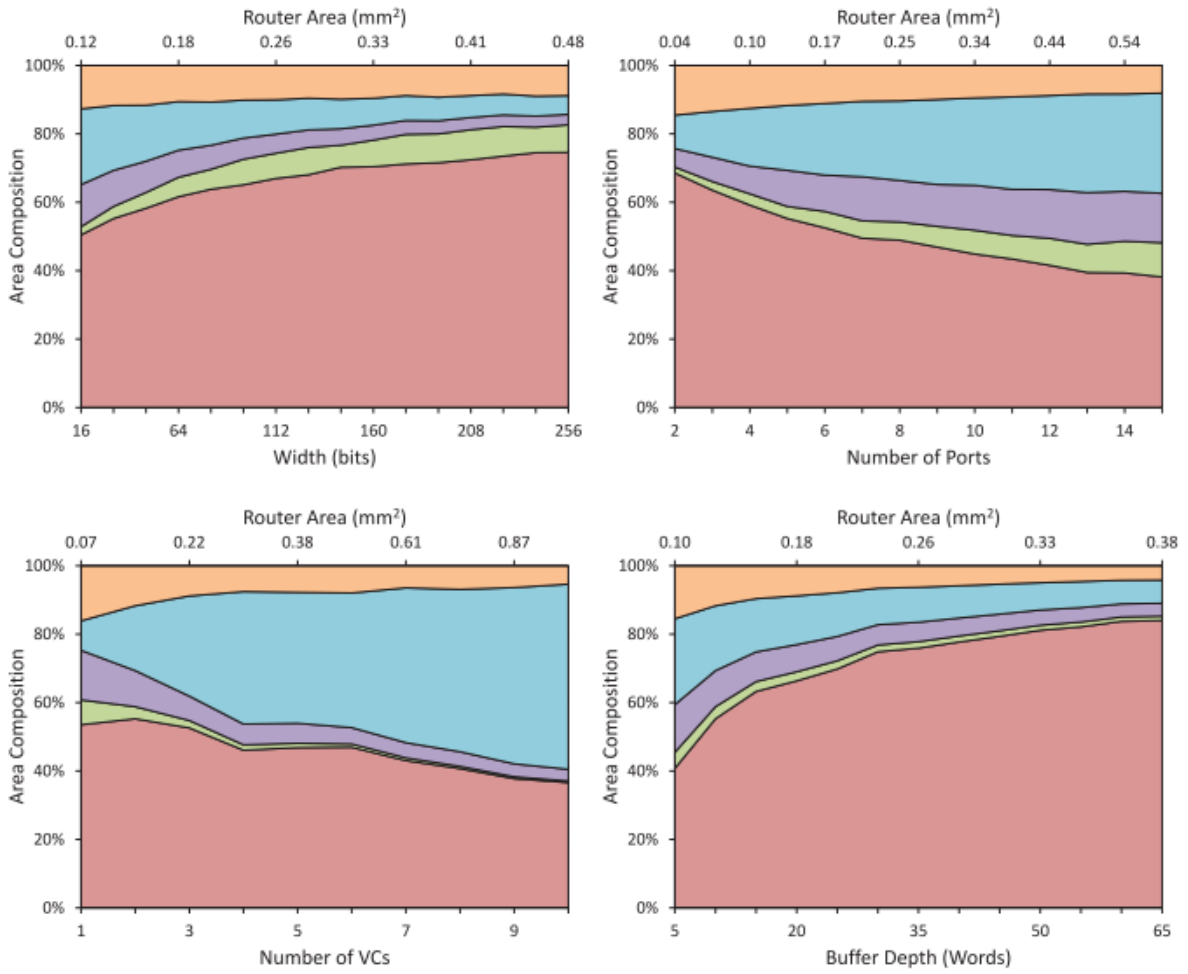 Router Area (mm²)
0.12 0.18 0.26 0.33 0.41 0.48
100%
80%
60%
40%
20%
0%
Area Composition
16 64 112 160 208 256
Width (bits)
Router Area (mm²)
0.04 0.10 0.17 0.25 0.34 0.44 0.54
100%
80%
60%
40%
20%
0%
Area Composition
2 4 6 8 10 12 14
Number of Ports
Router Area (mm²)
0.07 0.22 0.38 0.61 0.87
100%
80%
60%
40%
20%
0%
Area Composition
1 3 5 7 9
Number of VCs
Router Area (mm²)
0.10 0.18 0.26 0.33 0.38
100%
80%
60%
40%
20%
0%
Area Composition
5 20 35 50 65
Buffer Depth (Words)